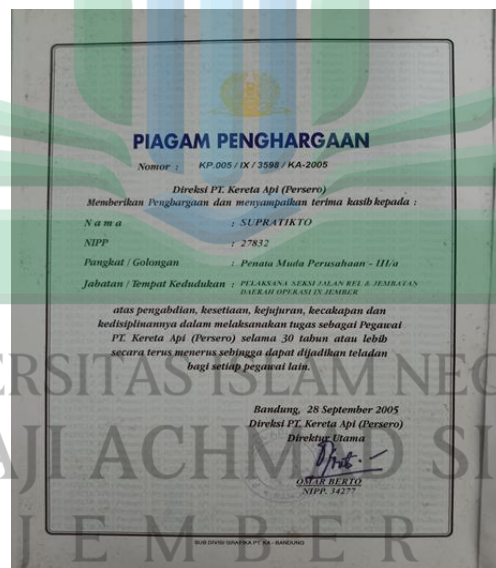 PIAGAM PENGHARGAAN
Nomor : KP.005 / IX / 3598 / KA-2005
Direksi PT. Kereta Api (Persero)
Memberikan Penghargaan dan menyampaikan terima kasih kepada :
N a m a : SUPRATIKTO
NIPP : 27832
Pangkat / Golongan : Penata Muda Perusahaan - III/a
Jabatan / Tempat Kedudukan : PELAKSANA SEKSI JALAN REL & JEMBATAN
DAERAH OPERASI IX JEMBER
atas pengabdian, kesetiaan, kejujuran, kecakapan dan
kedisiplinannya dalam melaksanakan tugas sebagai Pegawai
PT. Kereta Api (Persero) selama 30 tahun atau lebih
secara terus menerus sehingga dapat dijadikan teladan
bagi setiap pegawai lain.
ERSITAS ISLAM NEG
Bandung, 28 September 2005
Direksi PT. Kereta Api (Persero)
Direktur Utama
AJI ACHMAD SI
OMAR BERTO
NIPP. 34277
JEMBER
SUB DIVISI GRAFIKA PT. KA - BANDUNG